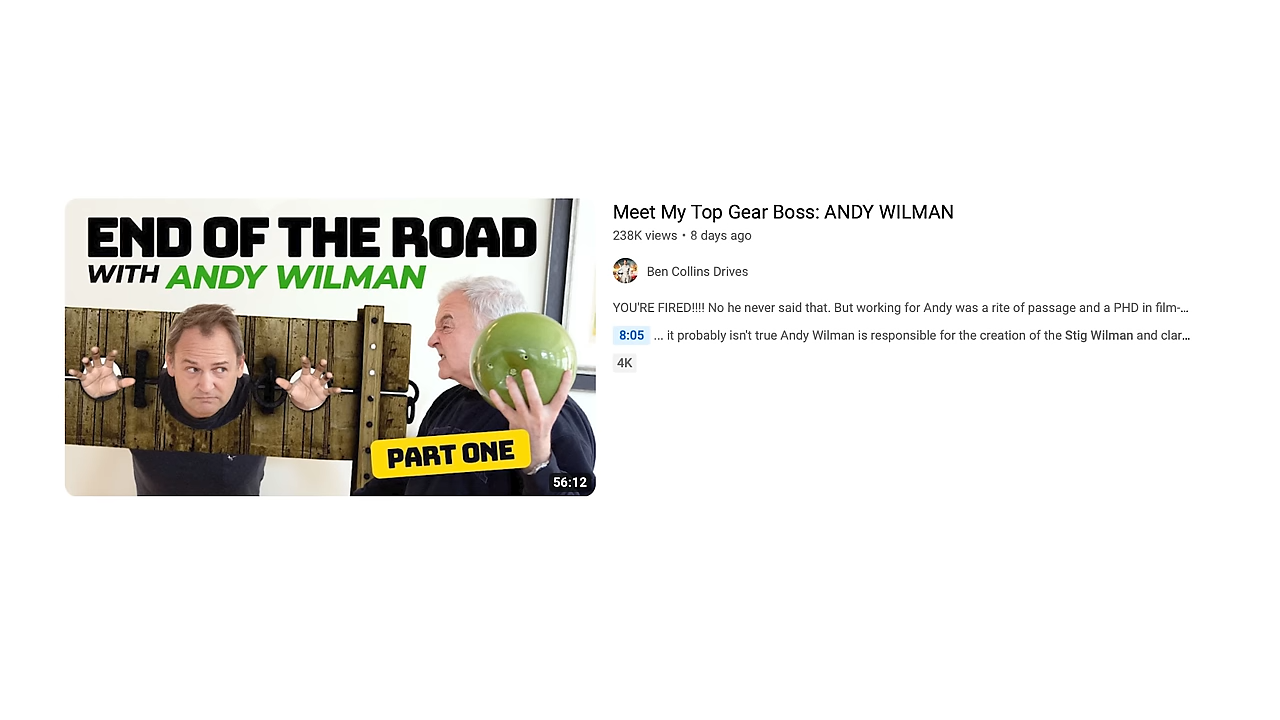 END OF THE ROAD
WITH ANDY WILMAN
PART ONE
56:12
Meet My Top Gear Boss: ANDY WILMAN
238K views • 8 days ago
Ben Collins Drives
YOU'RE FIRED!!!! No he never said that. But working for Andy was a rite of passage and a PHD in film-...
8:05 ... it probably isn't true Andy Wilman is responsible for the creation of the Stig Wilman and clar...
4K